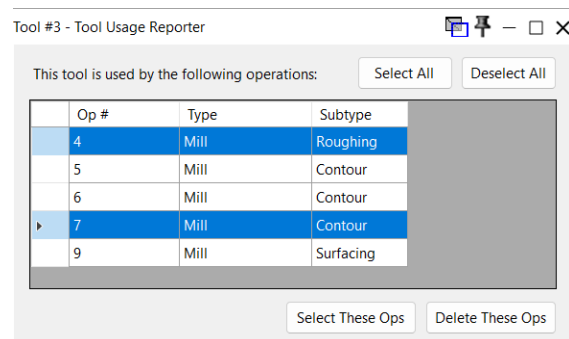 Tool #3 - Tool Usage Reporter
This tool is used by the following operations: Select All Deselect All
Op # Type Subtype
4 Mill Roughing
5 Mill Contour
6 Mill Contour
7 Mill Contour
9 Mill Surfacing
Select These Ops Delete These Ops